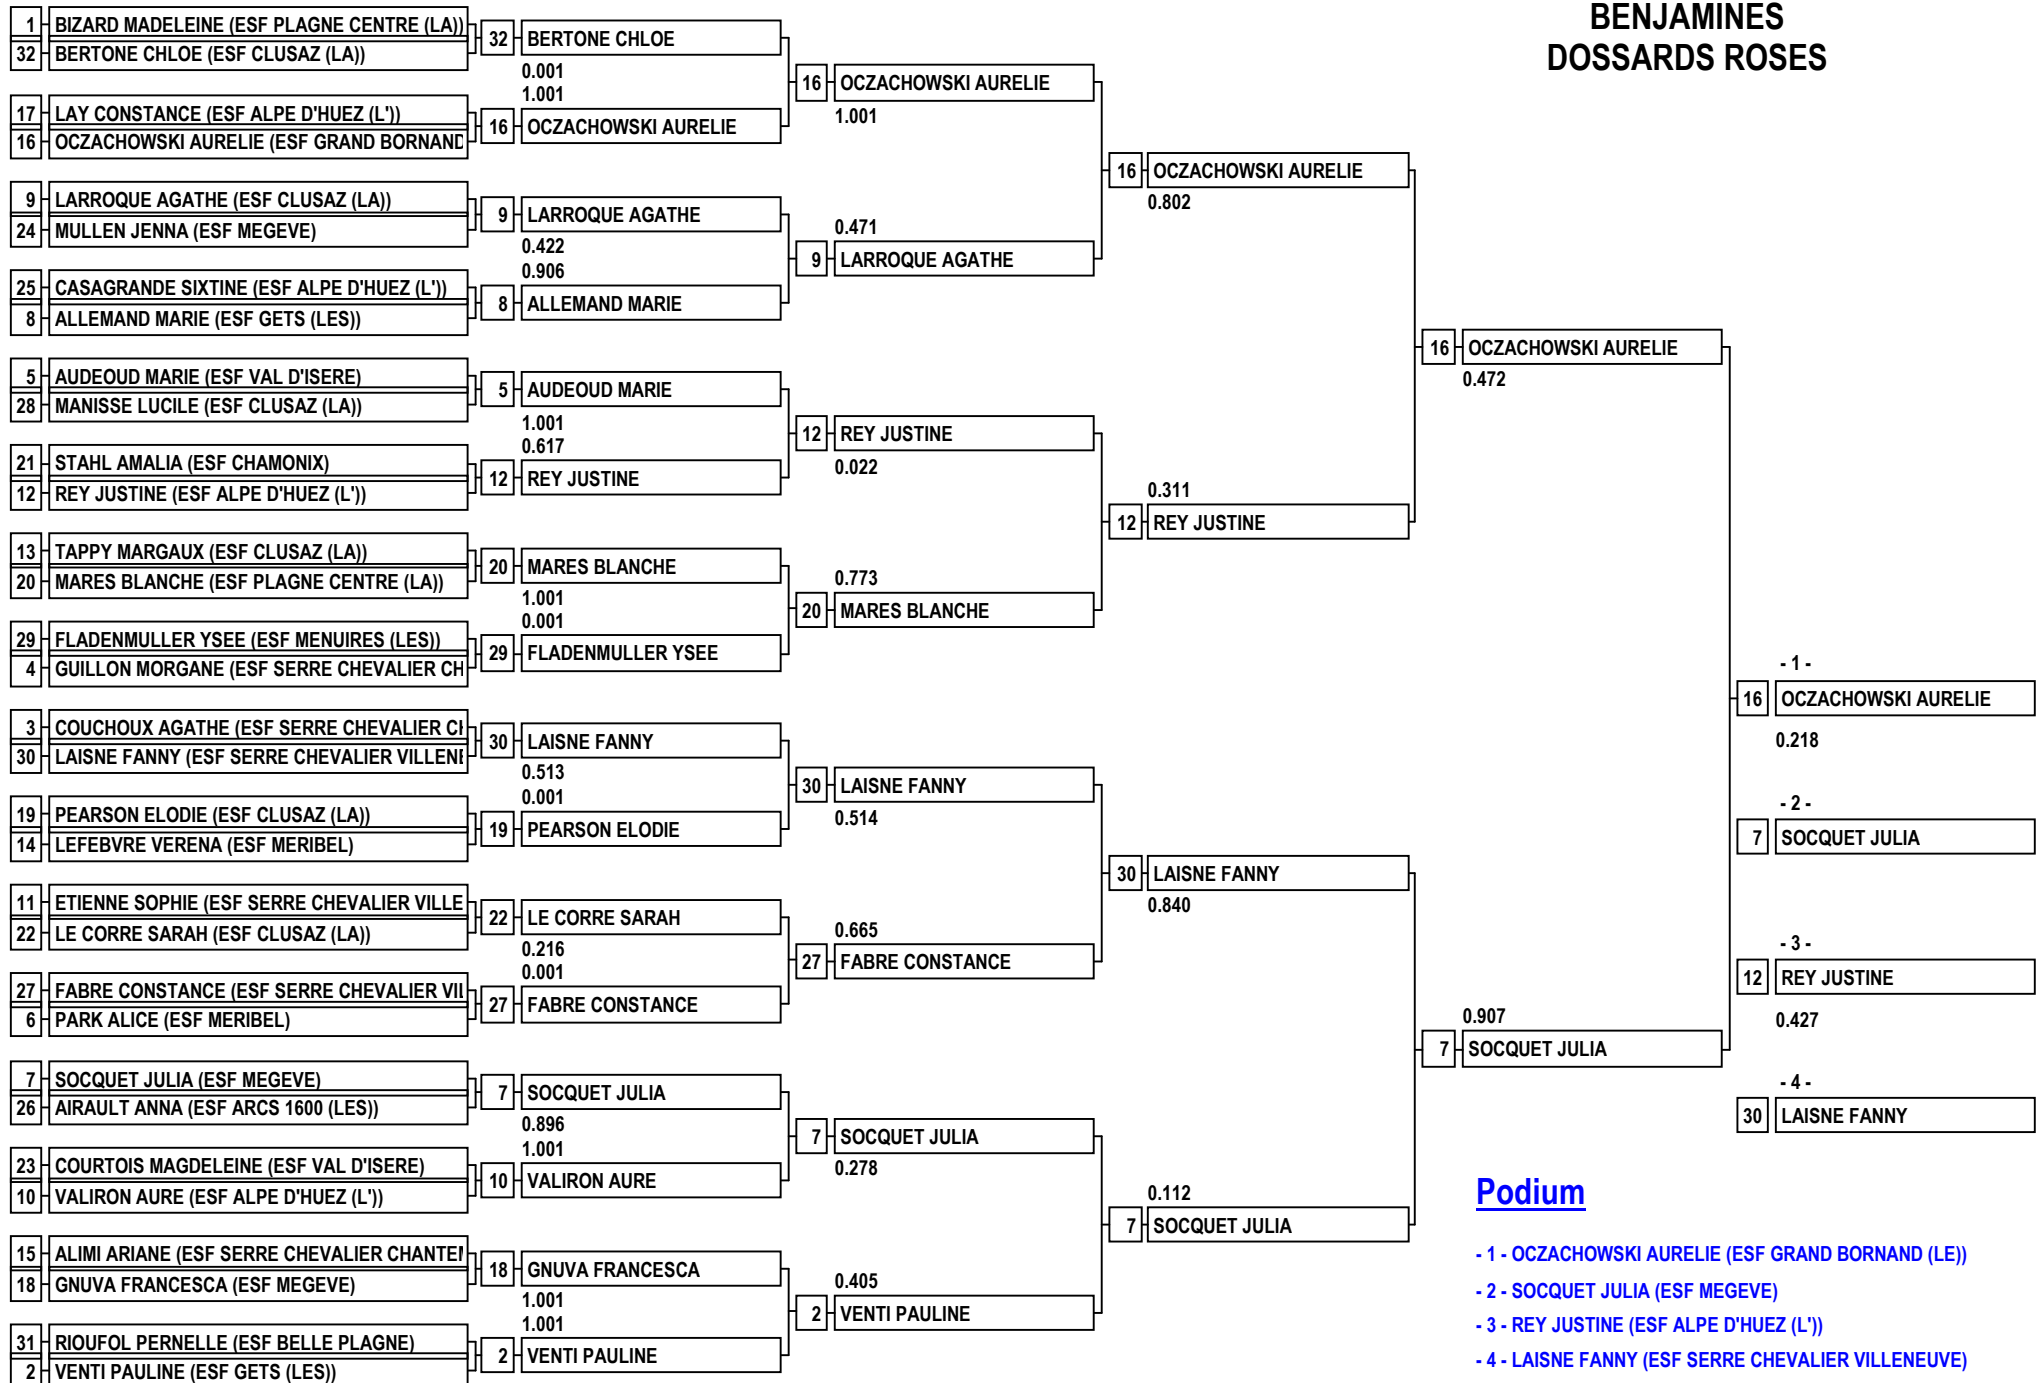 BENJAMINES
DOSSARDS ROSES
1 BIZARD MADELEINE (ESF PLAGNE CENTRE (LA))
32 BERTONE CHLOE (ESF CLUSAZ (LA))
17 LAY CONSTANCE (ESF ALPE D'HUEZ (L'))
16 OCZACHOWSKI AURELIE (ESF GRAND BORNAND
9 LARROQUE AGATHE (ESF CLUSAZ (LA))
24 MULLEN JENNA (ESF MEGEVE)
25 CASAGRANDE SIXTINE (ESF ALPE D'HUEZ (L'))
8 ALLEMAND MARIE (ESF GETS (LES))
5 AUDEOUD MARIE (ESF VAL D'ISERE)
28 MANISSE LUCILE (ESF CLUSAZ (LA))
21 STAHL AMALIA (ESF CHAMONIX)
12 REY JUSTINE (ESF ALPE D'HUEZ (L'))
13 TAPPY MARGAUX (ESF CLUSAZ (LA))
20 MARES BLANCHE (ESF PLAGNE CENTRE (LA))
29 FLADENMULLER YSEE (ESF MENUIRES (LES))
4 GUILLON MORGANE (ESF SERRE CHEVALIER CH
3 COUCHOUX AGATHE (ESF SERRE CHEVALIER CH
30 LAISNE FANNY (ESF SERRE CHEVALIER VILLENE
19 PEARSON ELODIE (ESF CLUSAZ (LA))
14 LEFEBVRE VERENA (ESF MERIBEL)
11 ETIENNE SOPHIE (ESF SERRE CHEVALIER VILLE
22 LE CORRE SARAH (ESF CLUSAZ (LA))
27 FABRE CONSTANCE (ESF SERRE CHEVALIER VIL
6 PARK ALICE (ESF MERIBEL)
7 SOCQUET JULIA (ESF MEGEVE)
26 AIRAULT ANNA (ESF ARCS 1600 (LES))
23 COURTOIS MAGDELEINE (ESF VAL D'ISERE)
10 VALIRON AURE (ESF ALPE D'HUEZ (L'))
15 ALIMI ARIANE (ESF SERRE CHEVALIER CHANTEM
18 GNUVA FRANCESCA (ESF MEGEVE)
31 RIOUFOL PERNELLE (ESF BELLE PLAGNE)
2 VENTI PAULINE (ESF GETS (LES))
32 BERTONE CHLOE
0.001
1.001
16 OCZACHOWSKI AURELIE
9 LARROQUE AGATHE
0.422
0.906
8 ALLEMAND MARIE
5 AUDEOUD MARIE
1.001
0.617
12 REY JUSTINE
20 MARES BLANCHE
1.001
0.001
29 FLADENMULLER YSEE
30 LAISNE FANNY
0.513
0.001
19 PEARSON ELODIE
22 LE CORRE SARAH
0.216
0.001
27 FABRE CONSTANCE
7 SOCQUET JULIA
0.896
1.001
10 VALIRON AURE
18 GNUVA FRANCESCA
1.001
1.001
2 VENTI PAULINE
16 OCZACHOWSKI AURELIE
1.001
0.471
9 LARROQUE AGATHE
12 REY JUSTINE
0.022
0.773
20 MARES BLANCHE
30 LAISNE FANNY
0.514
0.665
27 FABRE CONSTANCE
7 SOCQUET JULIA
0.278
0.405
2 VENTI PAULINE
16 OCZACHOWSKI AURELIE
0.802
0.311
12 REY JUSTINE
30 LAISNE FANNY
0.840
0.112
7 SOCQUET JULIA
16 OCZACHOWSKI AURELIE
0.472
0.907
7 SOCQUET JULIA
- 1 -
16 OCZACHOWSKI AURELIE
0.218
- 2 -
7 SOCQUET JULIA
- 3 -
12 REY JUSTINE
0.427
- 4 -
30 LAISNE FANNY
Podium
- 1 - OCZACHOWSKI AURELIE (ESF GRAND BORNAND (LE))
- 2 - SOCQUET JULIA (ESF MEGEVE)
- 3 - REY JUSTINE (ESF ALPE D'HUEZ (L'))
- 4 - LAISNE FANNY (ESF SERRE CHEVALIER VILLENEUVE)